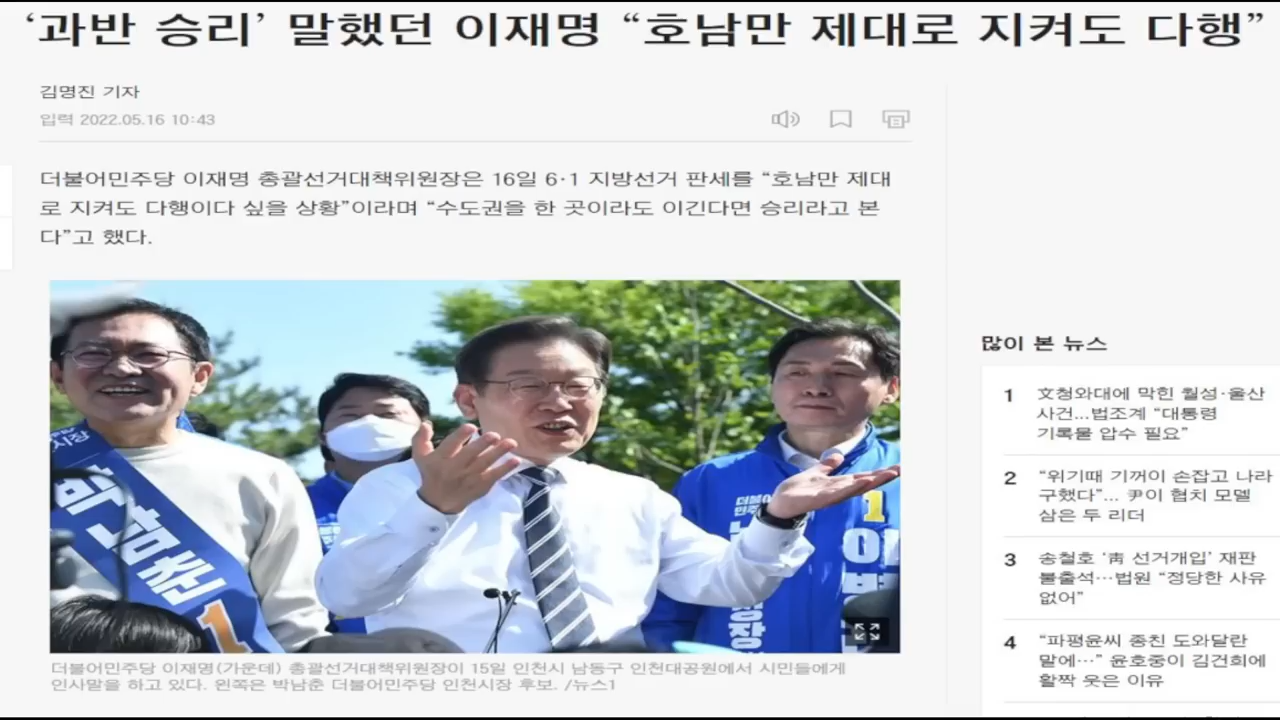 ‘과반 승리’ 말했던 이재명 “호남만 제대로 지켜도 다행”
김명진 기자
입력 2022.05.16 10:43
더불어민주당 이재명 총괄선거대책위원장은 16일 6·1 지방선거 판세를 “호남만 제대
로 지켜도 다행이다 싶을 상황”이라며 “수도권을 한 곳이라도 이긴다면 승리라고 본
다”고 했다.
시장
박남춘
1
더불어
민주
1
더불어민주당 이재명(가운데) 총괄선거대책위원장이 15일 인천시 남동구 인천대공원에서 시민들에게
인사말을 하고 있다. 왼쪽은 박남춘 더불어민주당 인천시장 후보. /뉴스1
많이 본 뉴스
1 文청와대에 막힌 월성·울산
사건...법조계 “대통령
기록물 압수 필요”
2 “위기때 기꺼이 손잡고 나라
구했다”... 尹이 협치 모델
삼은 두 리더
3 송철호 ‘靑 선거개입’ 재판
불출석…법원 “정당한 사유
없어”
4 “파평윤씨 종친 도와달란
말에…” 윤호중이 김건희에
활짝 웃은 이유